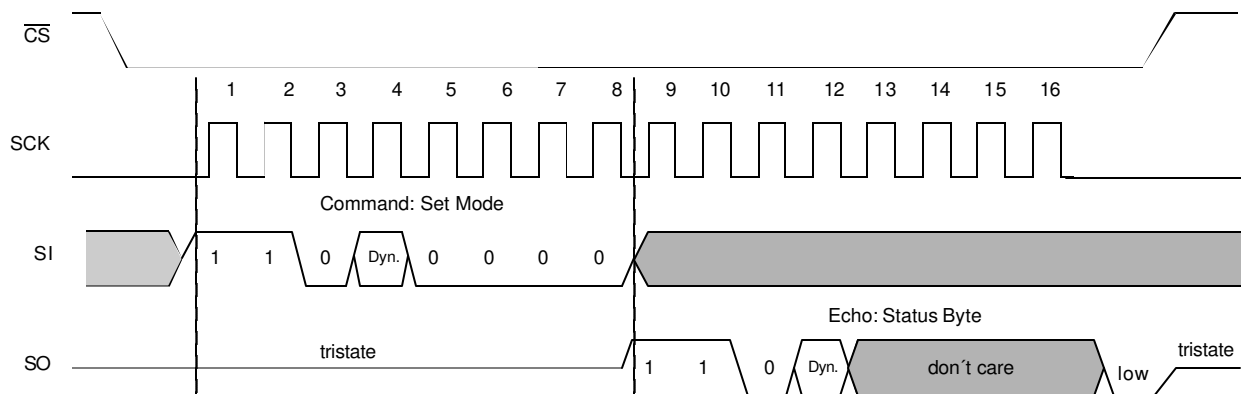 CS
1 2 3 4 5 6 7 8 9 10 11 12 13 14 15 16
SCK
Command: Set Mode
SI
1 1 0 Dyn. 0 0 0 0
Echo: Status Byte
tristate
tristate
SO
1 1 0 Dyn. don´t care low